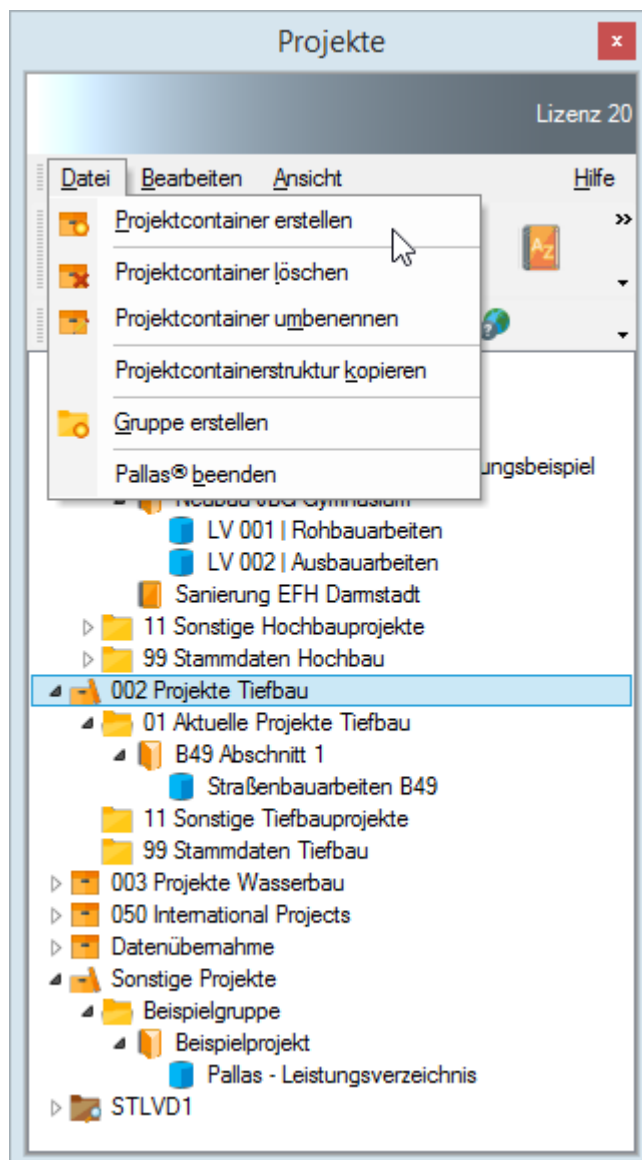 Projekte
Lizenz 20
Datei Bearbeiten Ansicht Hilfe
Projektcontainer erstellen
Projektcontainer löschen
Projektcontainer umbenennen
Projektcontainerstruktur kopieren
Gruppe erstellen
Pallas® beenden
LV 001 | Rohbauarbeiten
LV 002 | Ausbauarbeiten
Sanierung EFH Darmstadt
11 Sonstige Hochbauprojekte
99 Stammdaten Hochbau
002 Projekte Tiefbau
01 Aktuelle Projekte Tiefbau
B49 Abschnitt 1
Straßenbauarbeiten B49
11 Sonstige Tiefbauprojekte
99 Stammdaten Tiefbau
003 Projekte Wasserbau
050 International Projects
Datenübernahme
Sonstige Projekte
Beispielgruppe
Beispielprojekt
Pallas - Leistungsverzeichnis
STLVD1